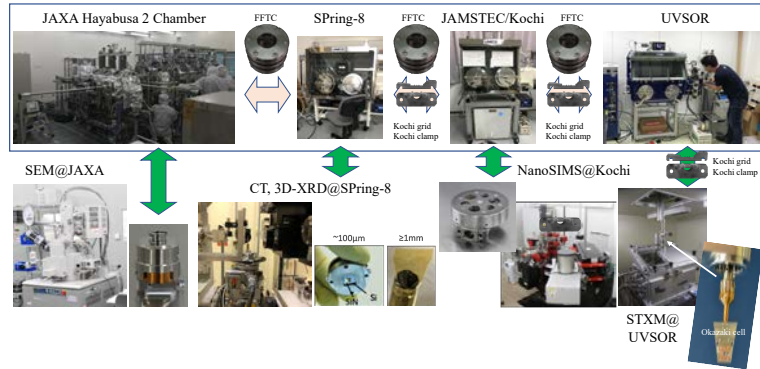 JAXA Hayabusa 2 Chamber
FFTC
SPring-8
FFTC
JAMSTEC/Kochi
FFTC
UVSOR
Kochi grid
Kochi clamp
Kochi grid
Kochi clamp
Kochi grid
Kochi clamp
SEM@JAXA
CT, 3D-XRD@SPring-8
NanoSIMS@Kochi
~100μm
≥1mm
Si
SiN
STXM@
UVSOR
Okazaki cell